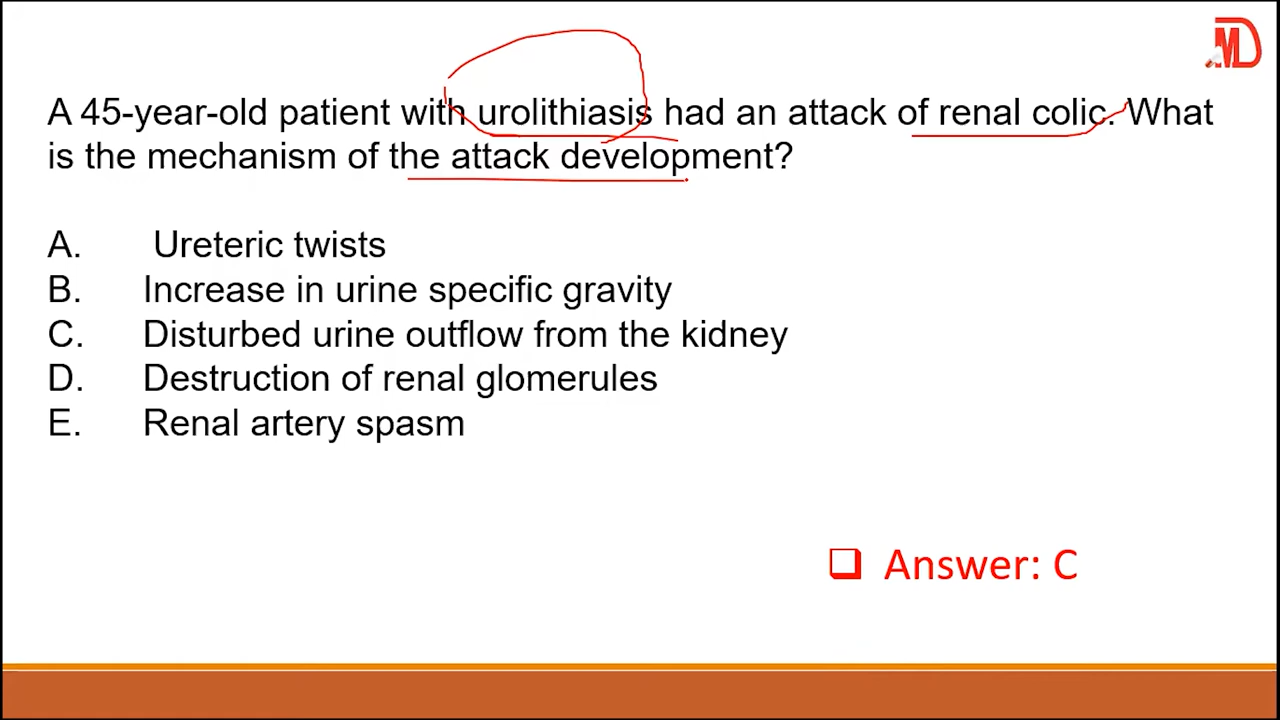 MD
A 45-year-old patient with urolithiasis had an attack of renal colic. What
is the mechanism of the attack development?
A. Ureteric twists
B. Increase in urine specific gravity
C. Disturbed urine outflow from the kidney
D. Destruction of renal glomerules
E. Renal artery spasm
❑ Answer: C